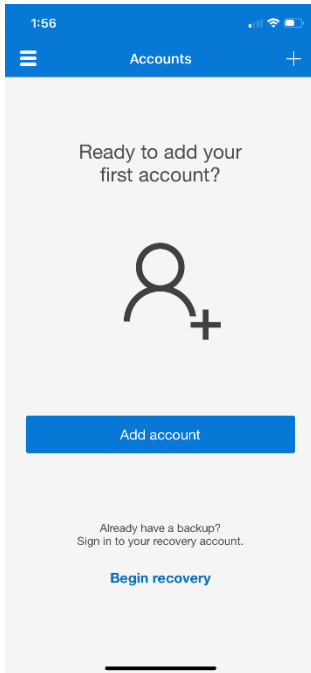 1:56
Accounts
Ready to add your
first account?
Add account
Already have a backup?
Sign in to your recovery account.
Begin recovery